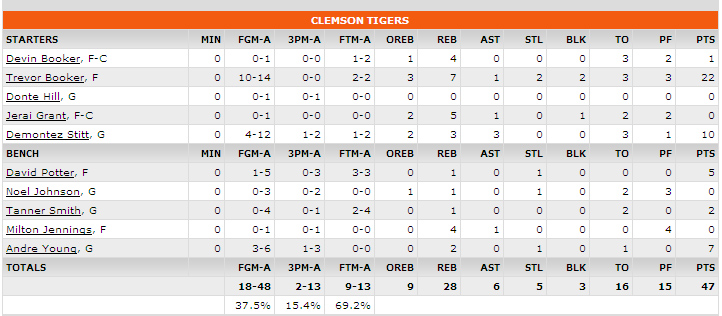 CLEMSON TIGERS
STARTERS MIN FGM-A 3PM-A FTM-A OREB REB AST STL BLK TO PF PTS
Devin Booker, F-C 0 0-1 0-0 1-2 1 4 0 0 0 3 2 1
Trevor Booker, F 0 10-14 0-0 2-2 3 7 1 2 2 3 3 22
Donte Hill, G 0 0-1 0-1 0-0 0 0 0 0 0 0 0 0
Jerai Grant, F-C 0 0-1 0-0 0-0 2 5 1 0 1 2 2 0
Demontez Stitt, G 0 4-12 1-2 1-2 2 3 3 0 0 3 1 10
BENCH MIN FGM-A 3PM-A FTM-A OREB REB AST STL BLK TO PF PTS
David Potter, F 0 1-5 0-3 3-3 0 1 0 1 0 0 0 5
Noel Johnson, G 0 0-3 0-2 0-0 1 1 0 0 0 2 3 0
Tanner Smith, G 0 0-4 0-1 2-4 0 1 0 0 0 2 0 2
Milton Jennings, F 0 0-1 0-1 0-0 0 4 1 0 0 0 4 0
Andre Young, G 0 3-6 1-3 0-0 0 2 0 1 0 1 0 7
TOTALS FGM-A 3PM-A FTM-A OREB REB AST STL BLK TO PF PTS
18-48 2-13 9-13 9 28 6 5 3 16 15 47
37.5% 15.4% 69.2%